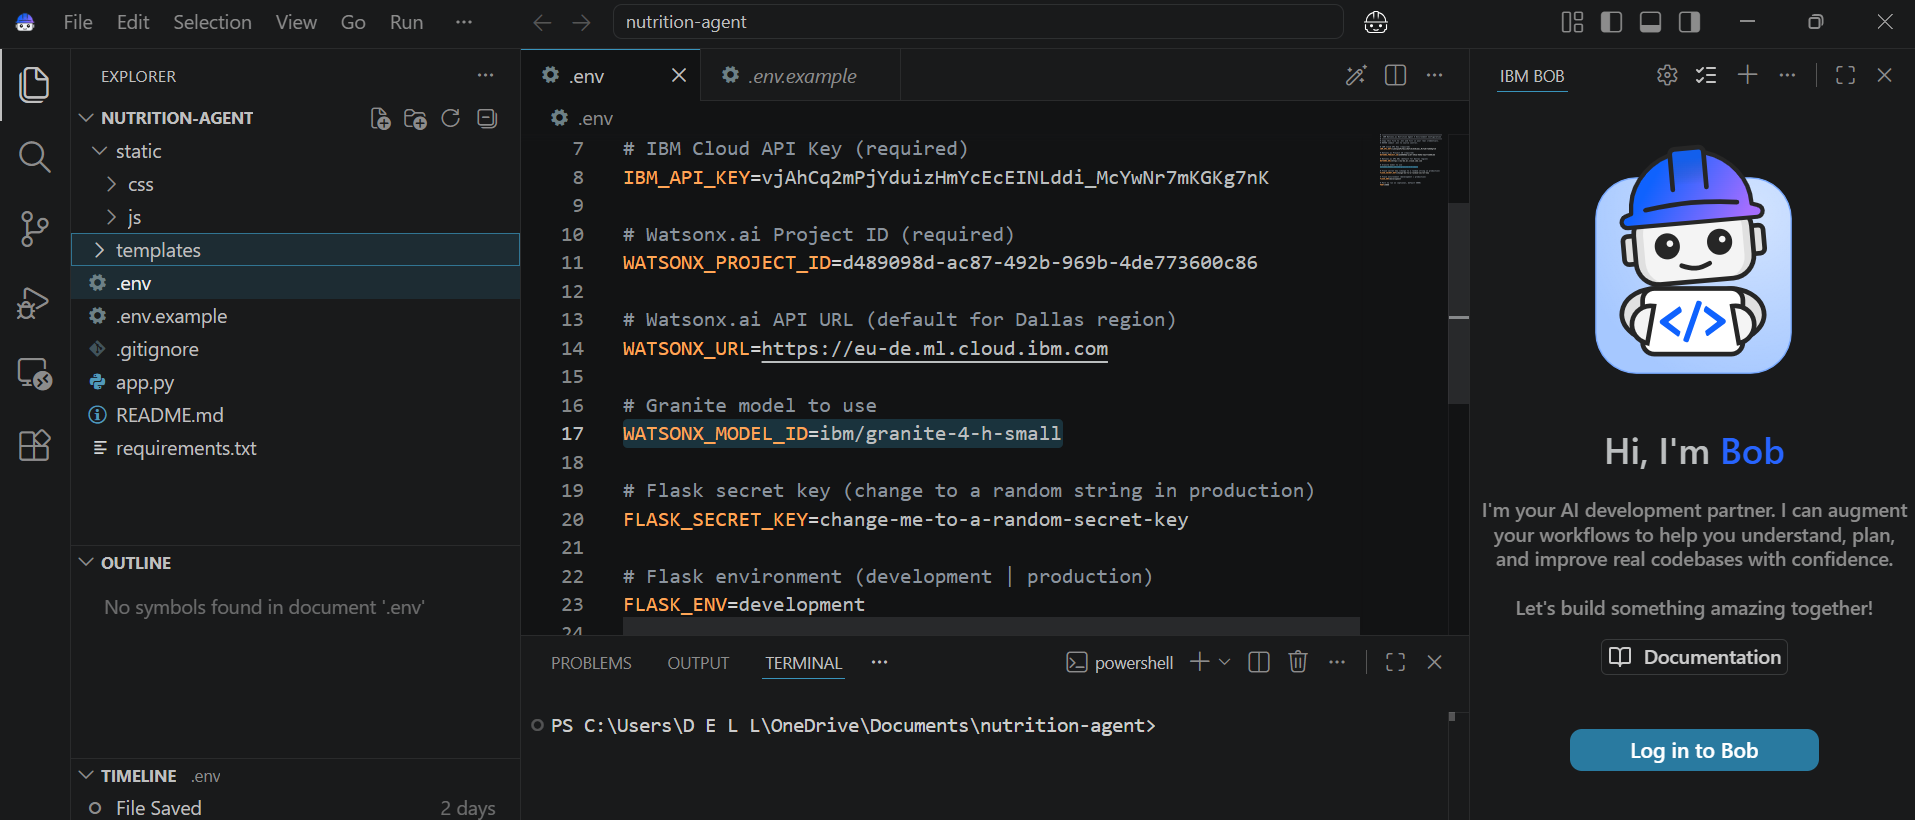 File Edit Selection View Go Run ···
nutrition-agent
EXPLORER
NUTRITION-AGENT
static
css
js
templates
.env
.env.example
.gitignore
app.py
README.md
requirements.txt
OUTLINE
No symbols found in document '.env'
TIMELINE .env
File Saved 2 days
.env .env.example
.env
7 # IBM Cloud API Key (required)
8 IBM_API_KEY=vjAhCq2mPjYduizHmYcEcEINLddi_McYwNr7mKGKg7nK
9
10 # Watsonx.ai Project ID (required)
11 WATSONX_PROJECT_ID=d489098d-ac87-492b-969b-4de773600c86
12
13 # Watsonx.ai API URL (default for Dallas region)
14 WATSONX_URL=https://eu-de.ml.cloud.ibm.com
15
16 # Granite model to use
17 WATSONX_MODEL_ID=ibm/granite-4-h-small
18
19 # Flask secret key (change to a random string in production)
20 FLASK_SECRET_KEY=change-me-to-a-random-secret-key
21
22 # Flask environment (development | production)
23 FLASK_ENV=development
24
PROBLEMS OUTPUT TERMINAL ··· powershell
PS C:\Users\D E L L\OneDrive\Documents\nutrition-agent>
IBM BOB
</>
Hi, I'm Bob
I'm your AI development partner. I can augment
your workflows to help you understand, plan,
and improve real codebases with confidence.
Let's build something amazing together!
Documentation
Log in to Bob